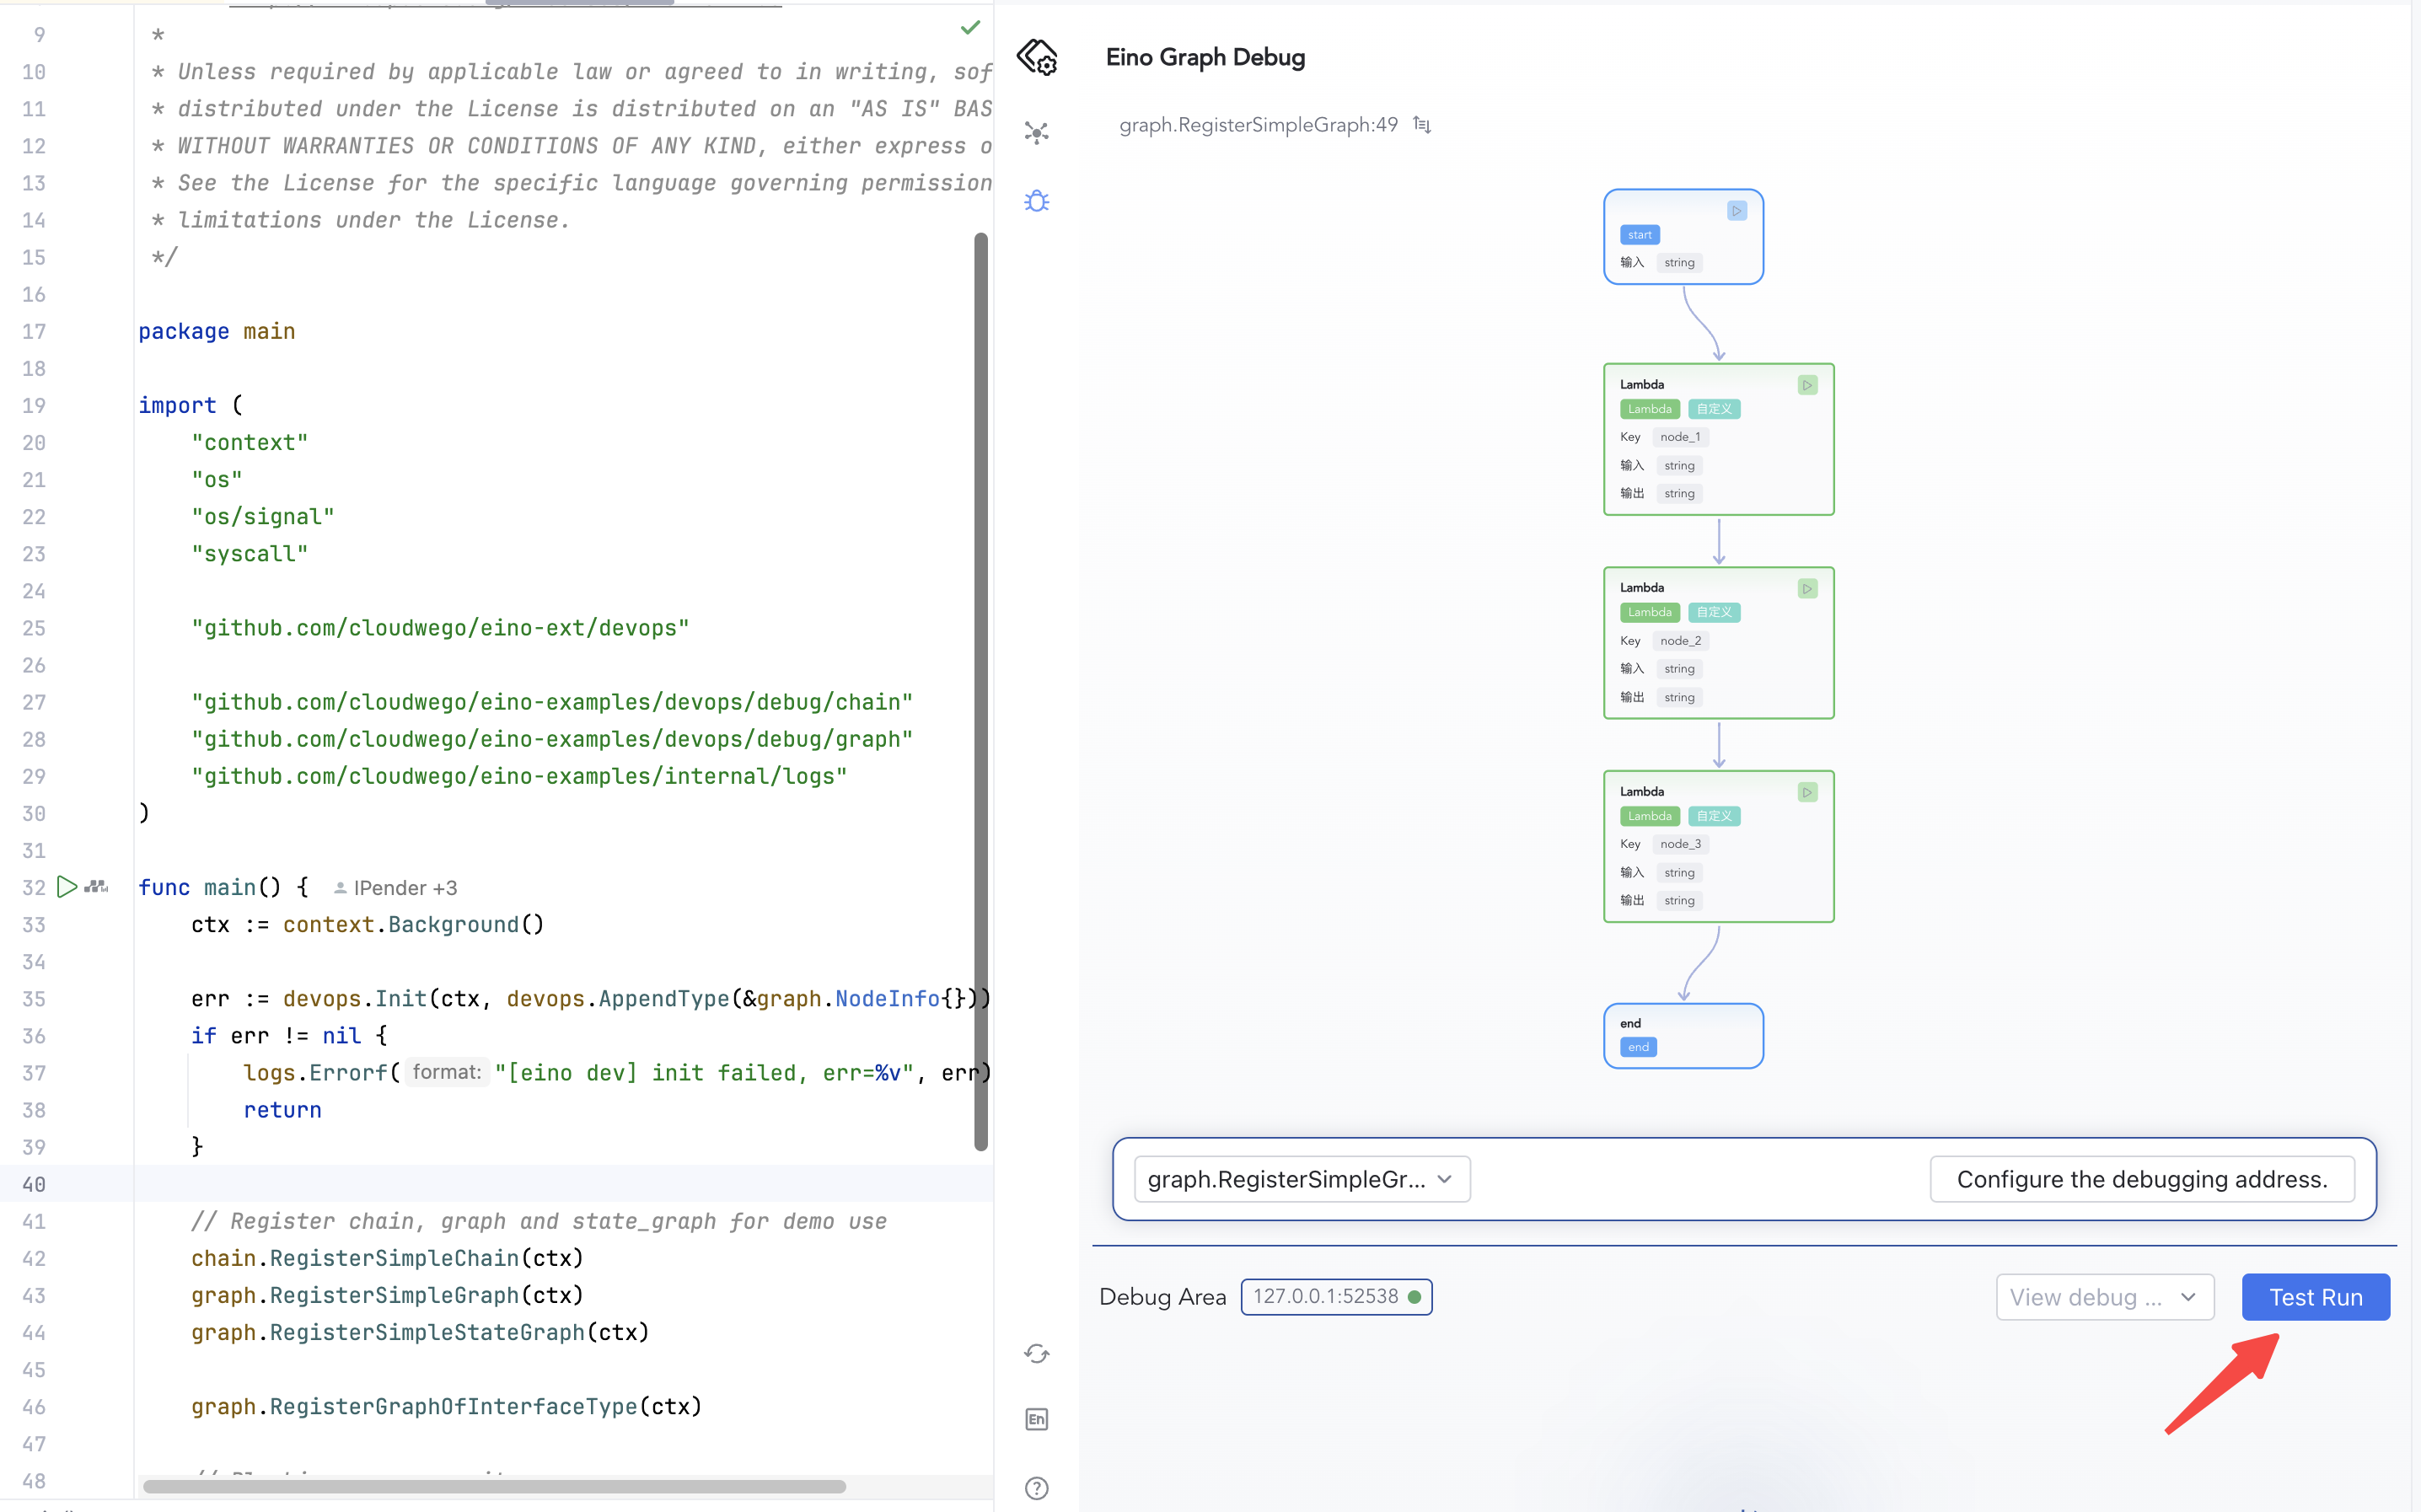 9 *
10 * Unless required by applicable law or agreed to in writing, sof
11 * distributed under the License is distributed on an "AS IS" BAS
12 * WITHOUT WARRANTIES OR CONDITIONS OF ANY KIND, either express o
13 * See the License for the specific language governing permission
14 * limitations under the License.
15 */
16
17 package main
18
19 import (
20 "context"
21 "os"
22 "os/signal"
23 "syscall"
24
25 "github.com/cloudwego/eino-ext/devops"
26
27 "github.com/cloudwego/eino-examples/devops/debug/chain"
28 "github.com/cloudwego/eino-examples/devops/debug/graph"
29 "github.com/cloudwego/eino-examples/internal/logs"
30 )
31
32 func main() { IPender +3
33 ctx := context.Background()
34
35 err := devops.Init(ctx, devops.AppendType(&graph.NodeInfo{}))
36 if err != nil {
37 logs.Errorf( format: "[eino dev] init failed, err=%v", err)
38 return
39 }
40
41 // Register chain, graph and state_graph for demo use
42 chain.RegisterSimpleChain(ctx)
43 graph.RegisterSimpleGraph(ctx)
44 graph.RegisterSimpleStateGraph(ctx)
45
46 graph.RegisterGraphOfInterfaceType(ctx)
47
48
Eino Graph Debug
graph.RegisterSimpleGraph:49
start
输入 string
Lambda
Lambda 自定义
Key node_1
输入 string
输出 string
Lambda
Lambda 自定义
Key node_2
输入 string
输出 string
Lambda
Lambda 自定义
Key node_3
输入 string
输出 string
end
end
graph.RegisterSimpleGr... Configure the debugging address.
Debug Area 127.0.0.1:52538 View debug ... Test Run
En
?